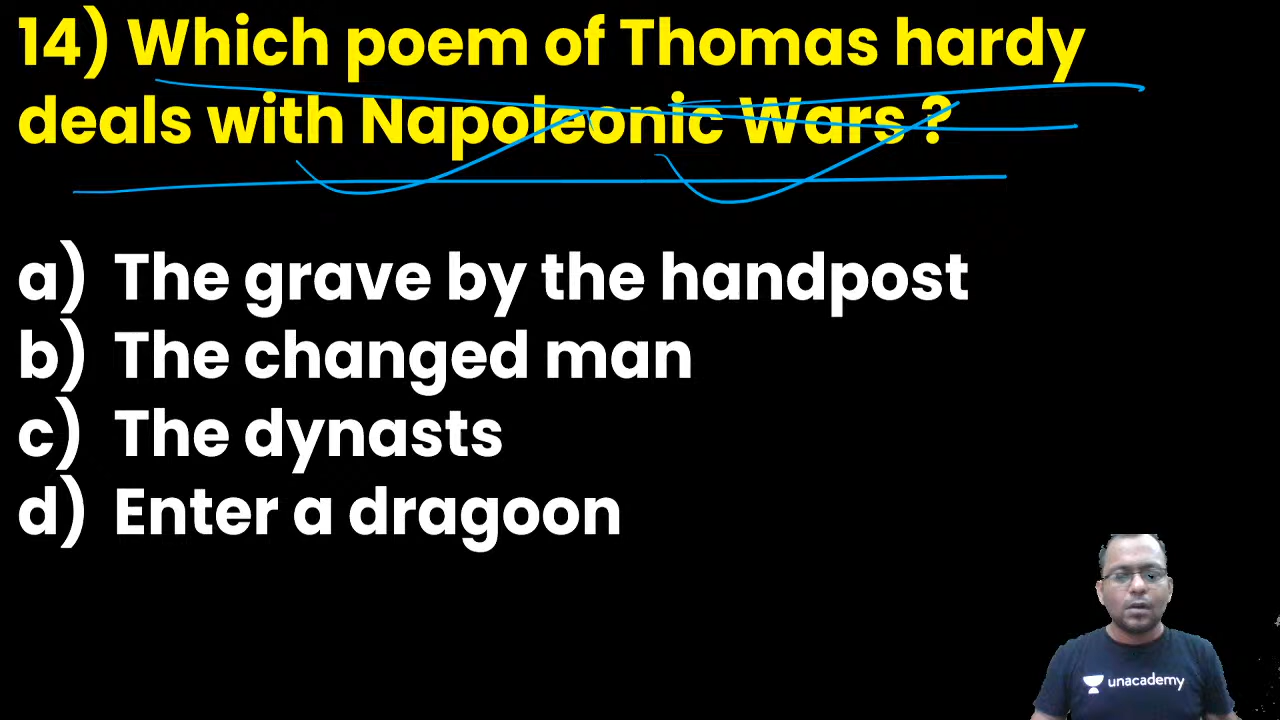 14) Which poem of Thomas hardy
deals with Napoleonic Wars ?
a) The grave by the handpost
b) The changed man
c) The dynasts
d) Enter a dragoon
unacademy